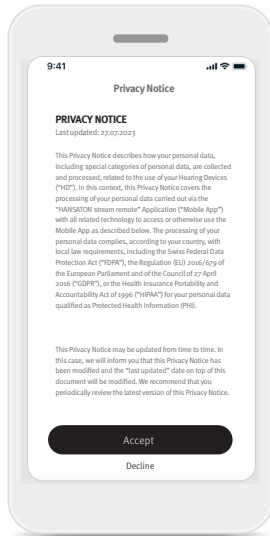 9:41
Privacy Notice
PRIVACY NOTICE
Last updated: 27.07.2023
This Privacy Notice describes how your personal data,
including special categories of personal data, are collected
and processed, related to the use of your Hearing Devices
("HD"). In this context, this Privacy Notice covers the
processing of your personal data carried out via the
"HANSATON stream remote" Application ("Mobile App")
with all related technology to access or otherwise use the
Mobile App as described below. The processing of your
personal data complies, according to your country, with
local law requirements, including the Swiss Federal Data
Protection Act ("FDPA"), the Regulation (EU) 2016/679 of
the European Parliament and of the Council of 27 April
2016 ("GDPR"), or the Health Insurance Portability and
Accountability Act of 1996 ("HIPAA") for your personal data
qualified as Protected Health Information (PHI).
This Privacy Notice may be updated from time to time. In
this case, we will inform you that this Privacy Notice has
been modified and the "last updated" date on top of this
document will be modified. We recommend that you
periodically review the latest version of this Privacy Notice.
Accept
Decline